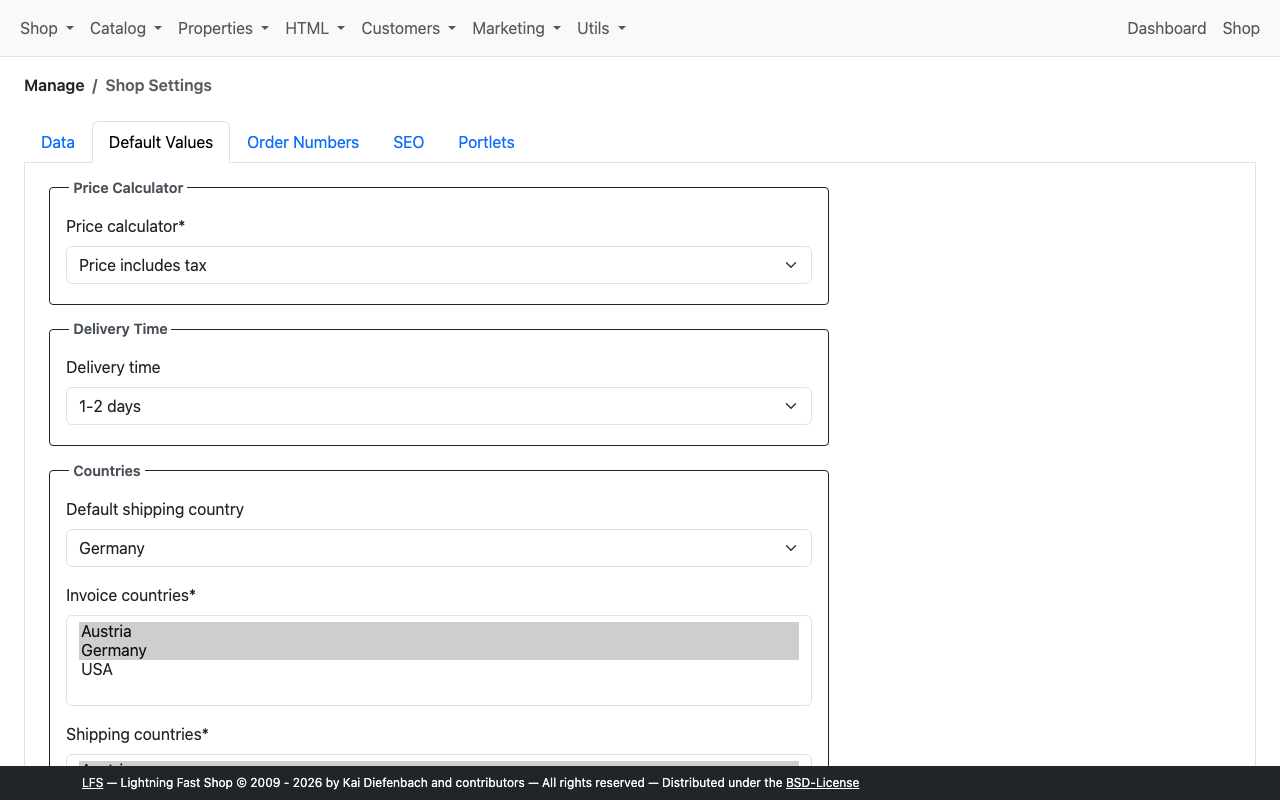 Shop Catalog Properties HTML Customers Marketing Utils Dashboard Shop
Manage / Shop Settings
Data Default Values Order Numbers SEO Portlets
Price Calculator
Price calculator*
Price includes tax
Delivery Time
Delivery time
1-2 days
Countries
Default shipping country
Germany
Invoice countries*
Austria
Germany
USA
Shipping countries*
LFS — Lightning Fast Shop © 2009 - 2026 by Kai Diefenbach and contributors — All rights reserved — Distributed under the BSD-License